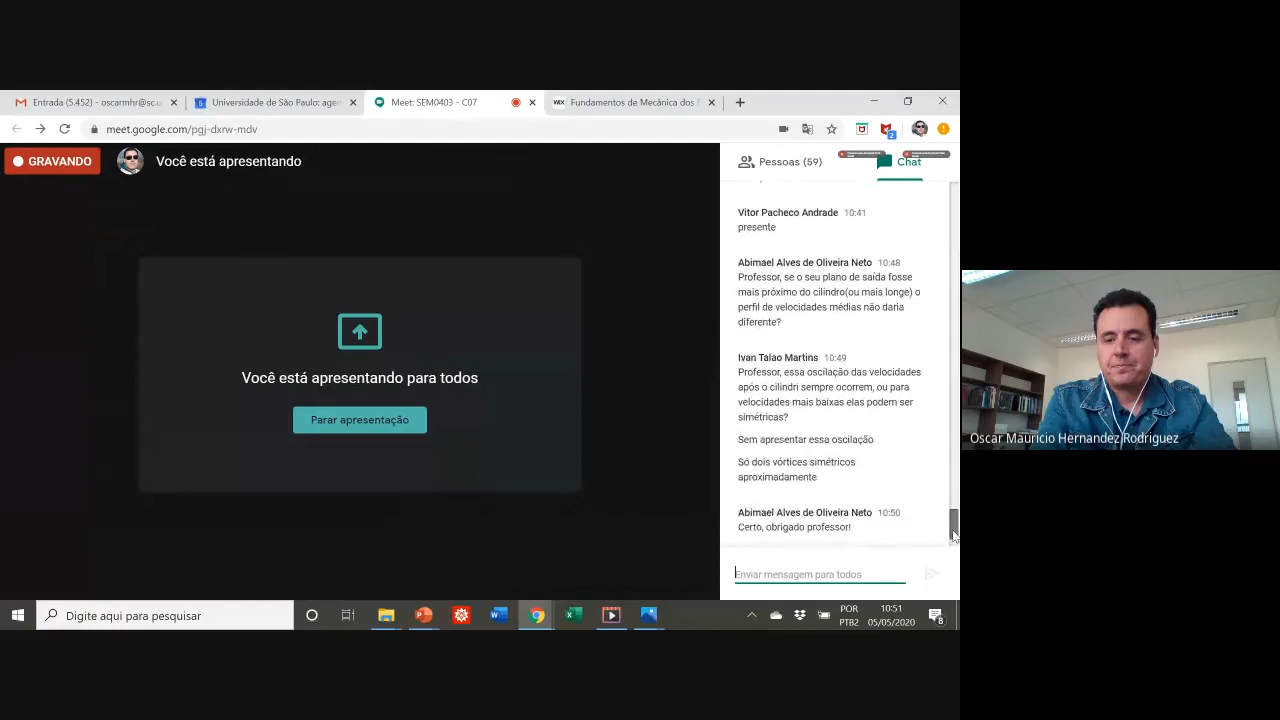 Entrada (5.452) - oscarmhr@sc.u
Universidade de São Paulo: agen
Meet: SEM0403 - C07
WIX
Fundamentos de Mecânica dos
meet.google.com/pgj-dxrw-mdv
2
GRAVANDO
Você está apresentando
Pessoas (59)
Chat
Vitor Pacheco Andrade 10:41
presente
Abimael Alves de Oliveira Neto 10:48
Professor, se o seu plano de saída fosse
mais próximo do cilindro(ou mais longe) o
perfil de velocidades médias não daria
diferente?
Ivan Talao Martins 10:49
Professor, essa oscilação das velocidades
após o cilindri sempre ocorrem, ou para
velocidades mais baixas elas podem ser
simétricas?
Sem apresentar essa oscilação
Só dois vórtices simétricos
aproximadamente
Abimael Alves de Oliveira Neto 10:50
Certo, obrigado professor!
Enviar mensagem para todos
Você está apresentando para todos
Parar apresentação
Oscar Mauricio Hernandez Rodriguez
Digite aqui para pesquisar
POR
PTB2
10:51
05/05/2020
8